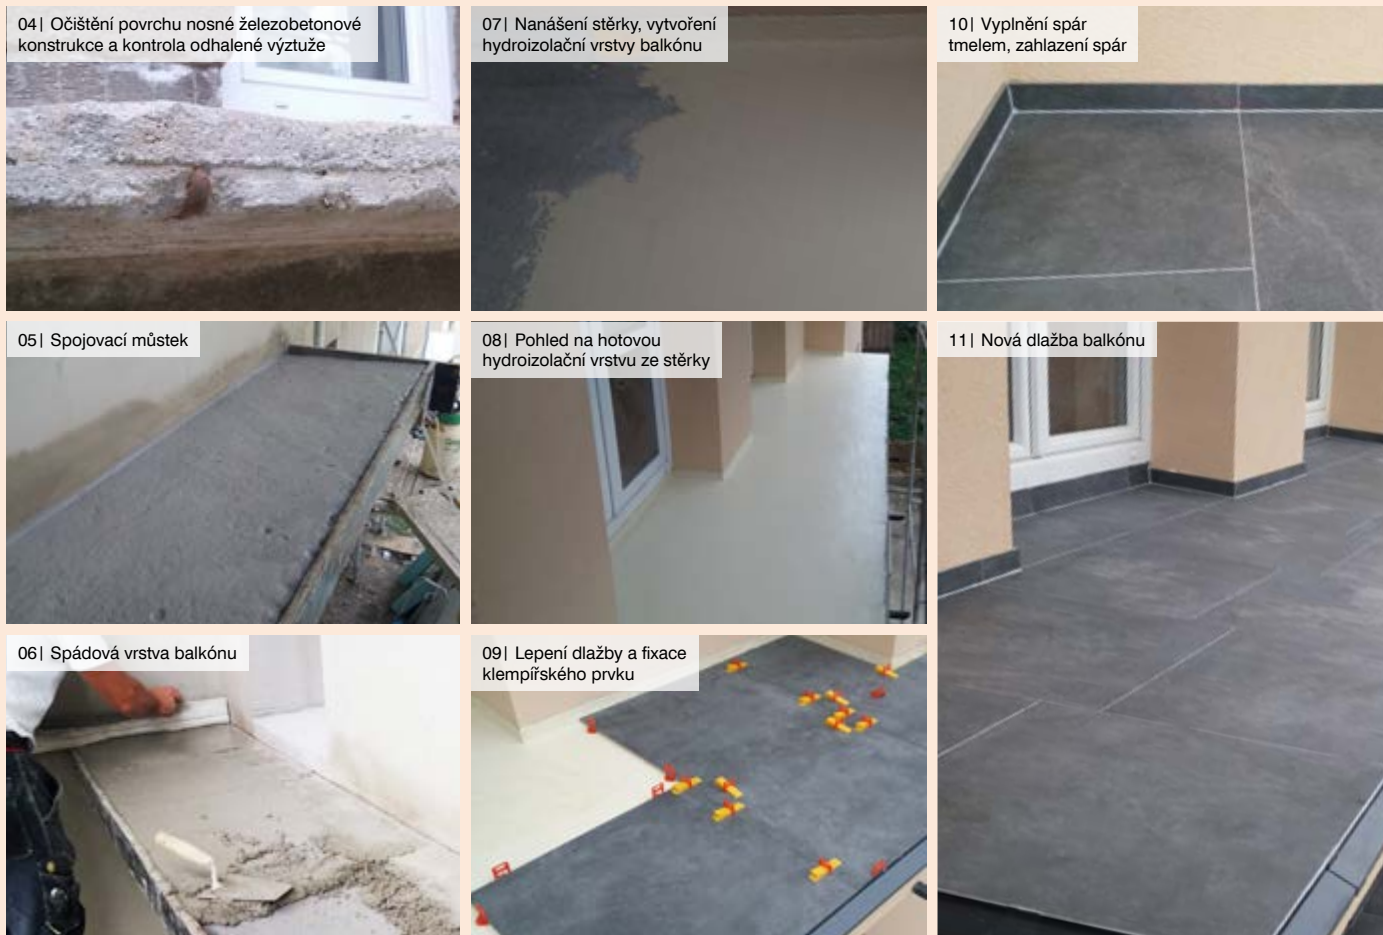 04| Očištění povrchu nosné železobetonové
konstrukce a kontrola odhalené výztuže
05| Spojovací můstek
06| Spádová vrstva balkónu
07| Nanášení stěrky, vytvoření
hydroizolační vrstvy balkónu
08| Pohled na hotovou
hydroizolační vrstvu ze stěrky
09| Lepení dlažby a fixace
klempířského prvku
10| Vyplnění spár
tmelem, zahlazení spár
11| Nová dlažba balkónu